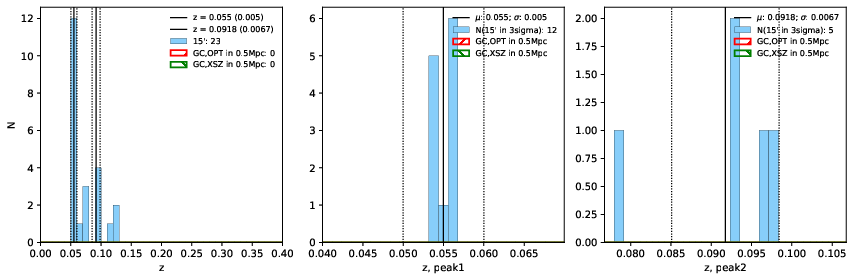 z = 0.055 (0.005)
z = 0.0918 (0.0067)
15': 23
GC,OPT in 0.5Mpc: 0
GC,XSZ in 0.5Mpc: 0
12
10
8
6
4
2
0
N
0.00 0.05 0.10 0.15 0.20 0.25 0.30 0.35 0.40
z
μ: 0.055; σ: 0.005
N(15' in 3sigma): 12
GC,OPT in 0.5Mpc
GC,XSZ in 0.5Mpc
6
5
4
3
2
1
0
0.040 0.045 0.050 0.055 0.060 0.065
z, peak1
μ: 0.0918; σ: 0.0067
N(15' in 3sigma): 5
GC,OPT in 0.5Mpc
GC,XSZ in 0.5Mpc
2.00
1.75
1.50
1.25
1.00
0.75
0.50
0.25
0.00
0.080 0.085 0.090 0.095 0.100 0.105
z, peak2